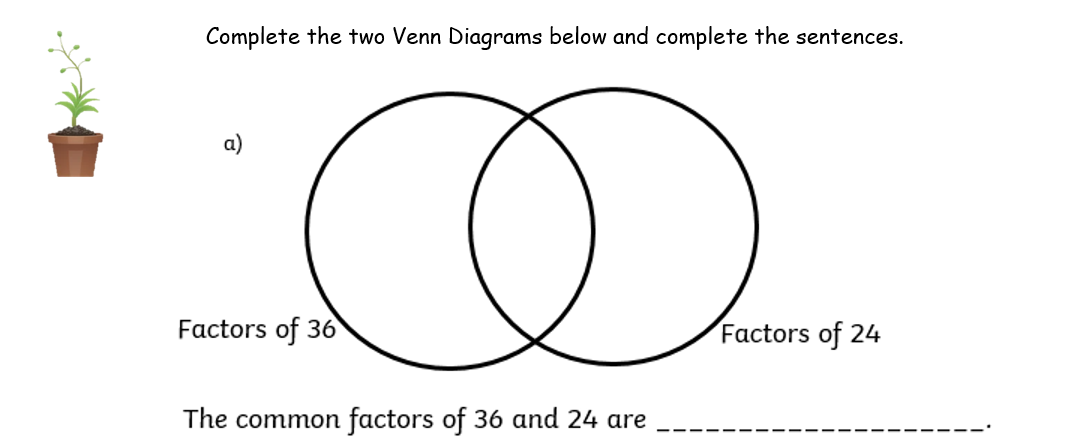 Complete the two Venn Diagrams below and complete the sentences.
a)
Factors of 36
Factors of 24
The common factors of 36 and 24 are ____________________.